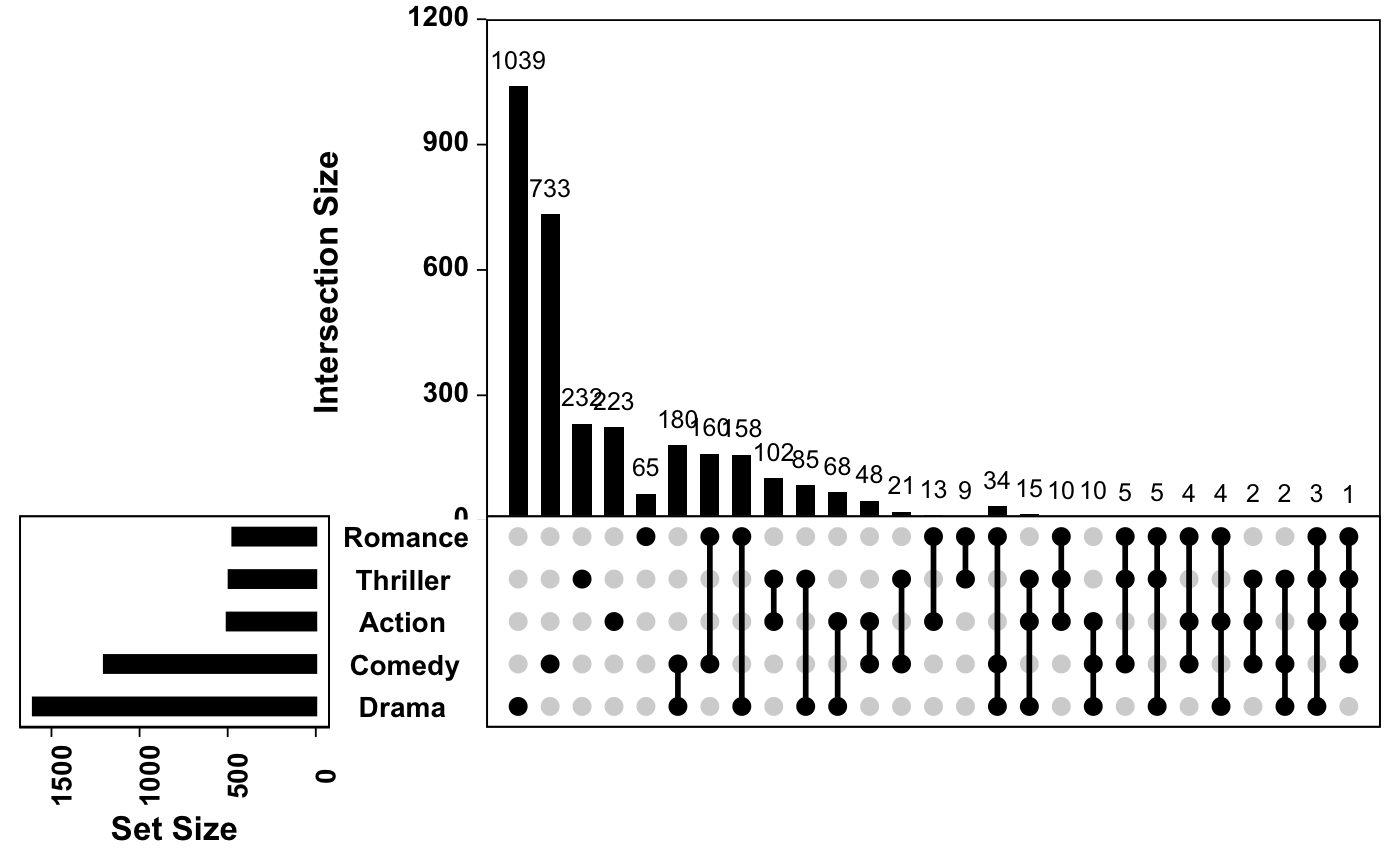 1200
1039
900
Intersection Size
733
600
300
232 223 65 180 160 158 102 85 68 48 21 13 9 34 15 10 10 5 5 4 4 2 2 3 1
0
Romance
Thriller
Action
Comedy
Drama
1500 1000 500 0
Set Size